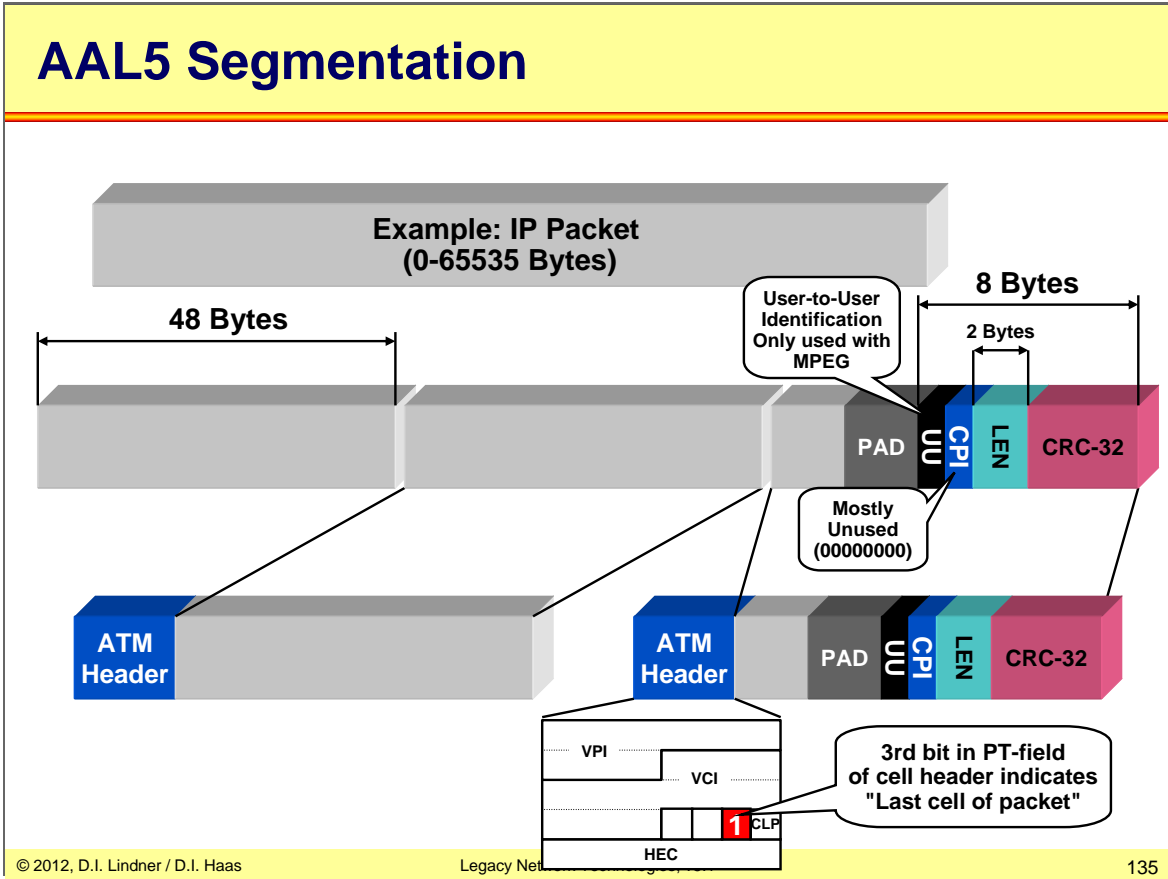 AAL5 Segmentation
Example: IP Packet
(0-65535 Bytes)
48 Bytes
User-to-User
Identification
Only used with
MPEG
8 Bytes
2 Bytes
PAD
UU
CPI
LEN
CRC-32
Mostly
Unused
(00000000)
ATM
Header
ATM
Header
PAD
UU
CPI
LEN
CRC-32
VPI
VCI
1
CLP
HEC
3rd bit in PT-field
of cell header indicates
"Last cell of packet"
© 2012, D.I. Lindner / D.I. Haas
Legacy
135